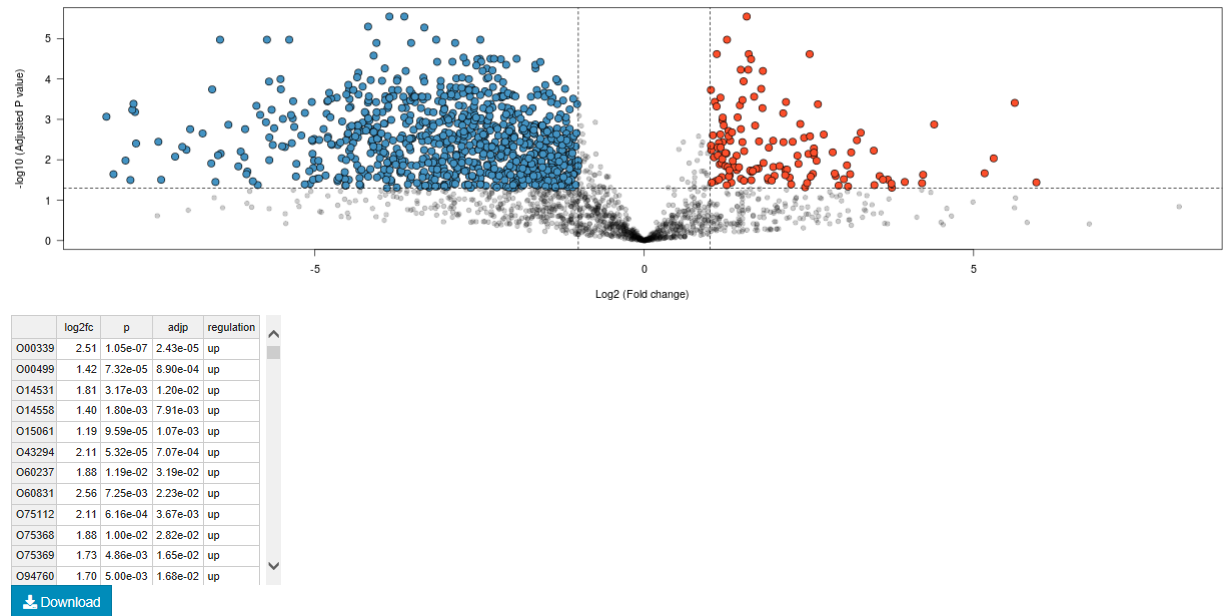 -log10 (Adjusted P value)
5
4
3
2
1
0
-5 0 5
Log2 (Fold change)
log2fc p adjp regulation
O00339 2.51 1.05e-07 2.43e-05 up
O00499 1.42 7.32e-05 8.90e-04 up
O14531 1.81 3.17e-03 1.20e-02 up
O14558 1.40 1.80e-03 7.91e-03 up
O15061 1.19 9.59e-05 1.07e-03 up
O43294 2.11 5.32e-05 7.07e-04 up
O60237 1.88 1.19e-02 3.19e-02 up
O60831 2.56 7.25e-03 2.23e-02 up
O75112 2.11 6.16e-04 3.67e-03 up
O75368 1.88 1.00e-02 2.82e-02 up
O75369 1.73 4.86e-03 1.65e-02 up
O94760 1.70 5.00e-03 1.68e-02 up
Download